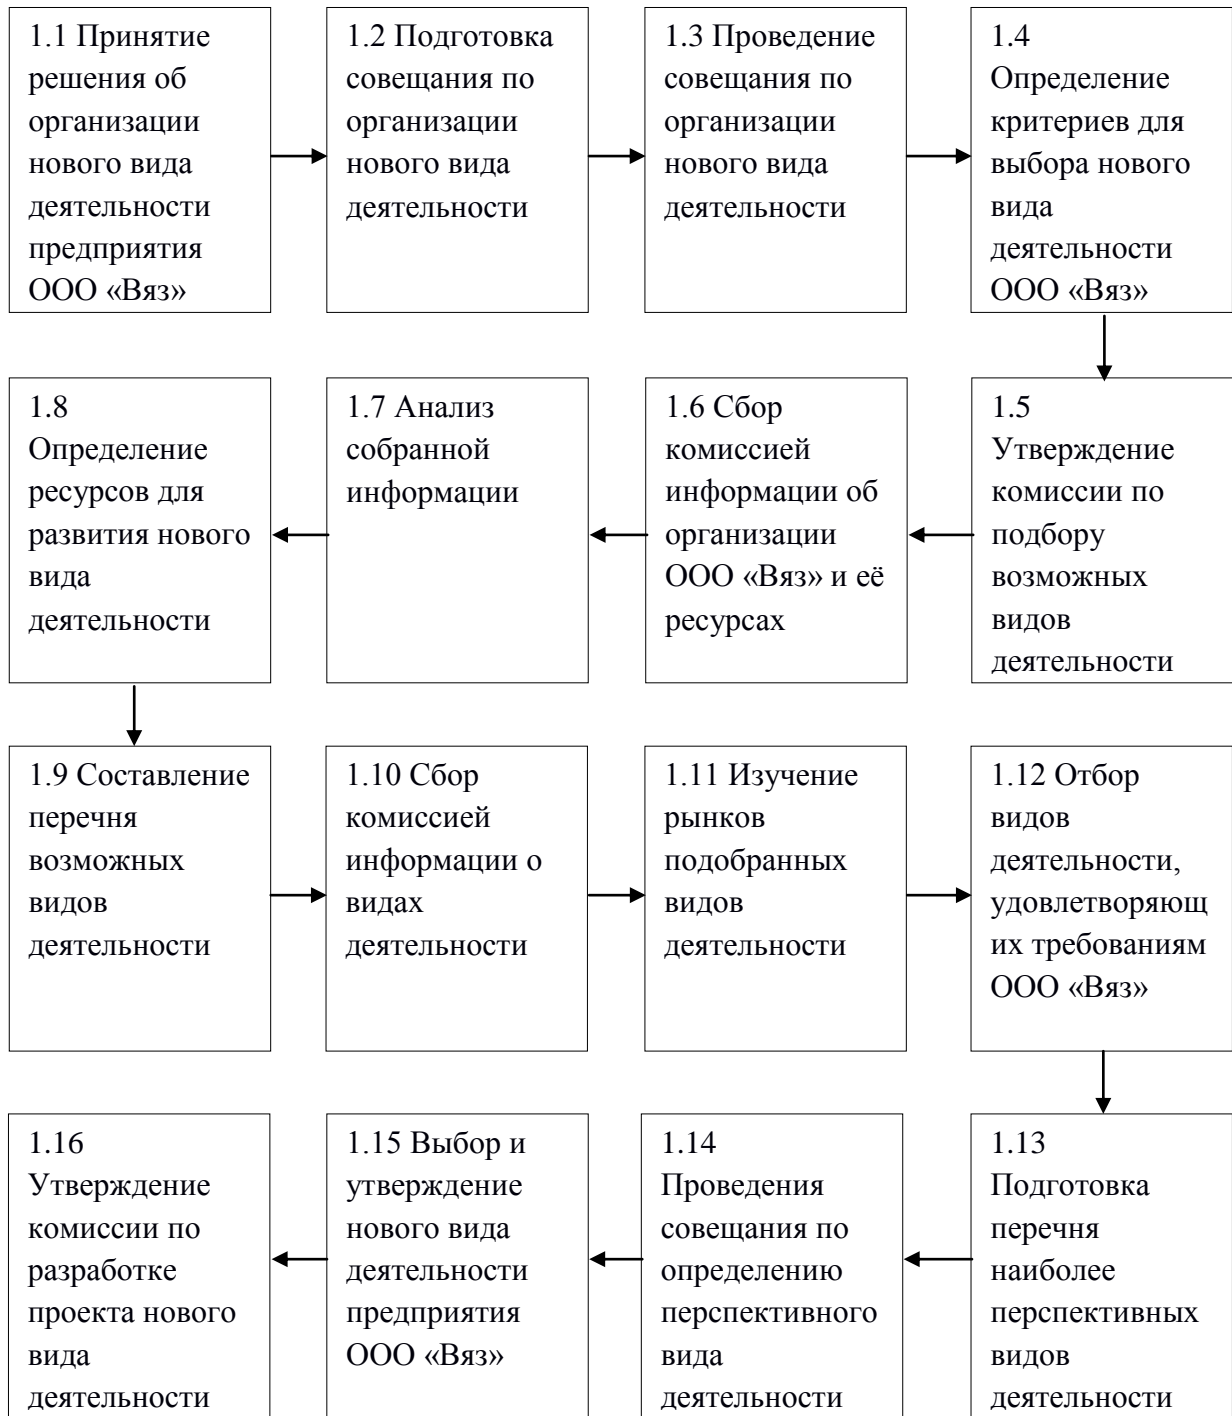 1.1 Принятие
решения об
организации
нового вида
деятельности
предприятия
ООО «Вяз»
1.2 Подготовка
совещания по
организации
нового вида
деятельности
1.3 Проведение
совещания по
организации
нового вида
деятельности
1.4
Определение
критериев для
выбора нового
вида
деятельности
ООО «Вяз»
1.5
Утверждение
комиссии по
подбору
возможных
видов
деятельности
1.6 Сбор
комиссией
информации об
организации
ООО «Вяз» и её
ресурсах
1.7 Анализ
собранной
информации
1.8
Определение
ресурсов для
развития нового
вида
деятельности
1.9 Составление
перечня
возможных
видов
деятельности
1.10 Сбор
комиссией
информации о
видах
деятельности
1.11 Изучение
рынков
подобранных
видов
деятельности
1.12 Отбор
видов
деятельности,
удовлетворяющ
их требованиям
ООО «Вяз»
1.13
Подготовка
перечня
наиболее
перспективных
видов
деятельности
1.14
Проведения
совещания по
определению
перспективного
вида
деятельности
1.15 Выбор и
утверждение
нового вида
деятельности
предприятия
ООО «Вяз»
1.16
Утверждение
комиссии по
разработке
проекта нового
вида
деятельности